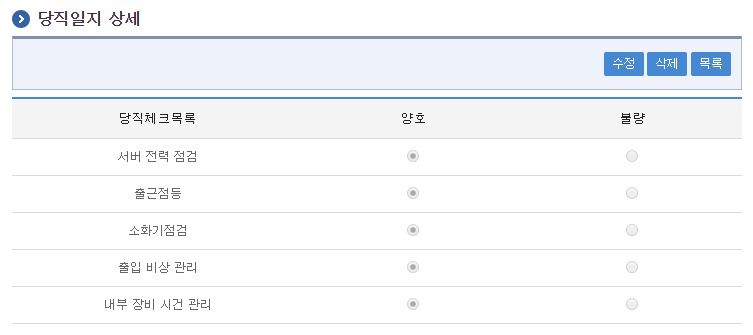 당직일지 상세
수정 삭제 목록
당직체크목록 양호 불량
서버 전력 점검
출근점등
소화기점검
출입 비상 관리
내부 장비 시건 관리